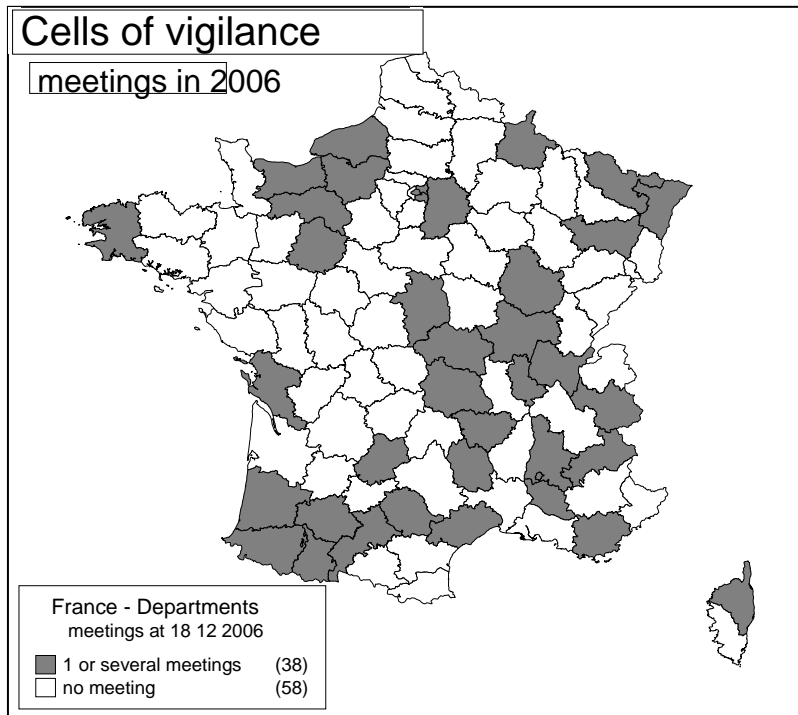 Cells of vigilance
meetings in 2006
France - Departments
meetings at 18 12 2006
1 or several meetings (38)
no meeting (58)